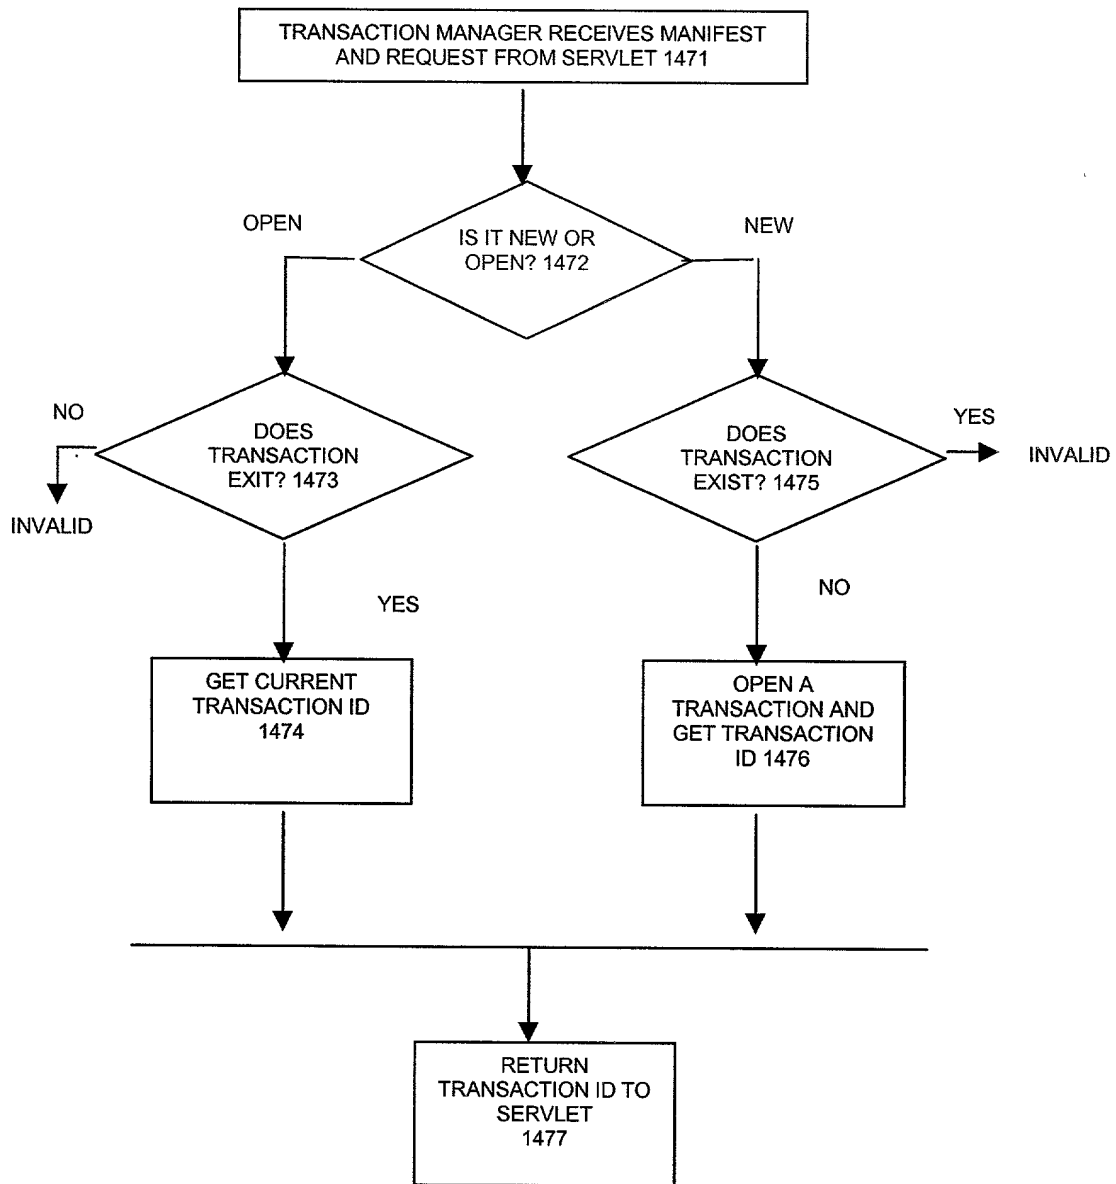 TRANSACTION MANAGER RECEIVES MANIFEST
AND REQUEST FROM SERVLET 1471
OPEN
IS IT NEW OR
OPEN? 1472
NEW
NO
DOES
TRANSACTION
EXIT? 1473
INVALID
DOES
TRANSACTION
EXIST? 1475
YES
INVALID
YES
NO
GET CURRENT
TRANSACTION ID
1474
OPEN A
TRANSACTION AND
GET TRANSACTION
ID 1476
RETURN
TRANSACTION ID TO
SERVLET
1477